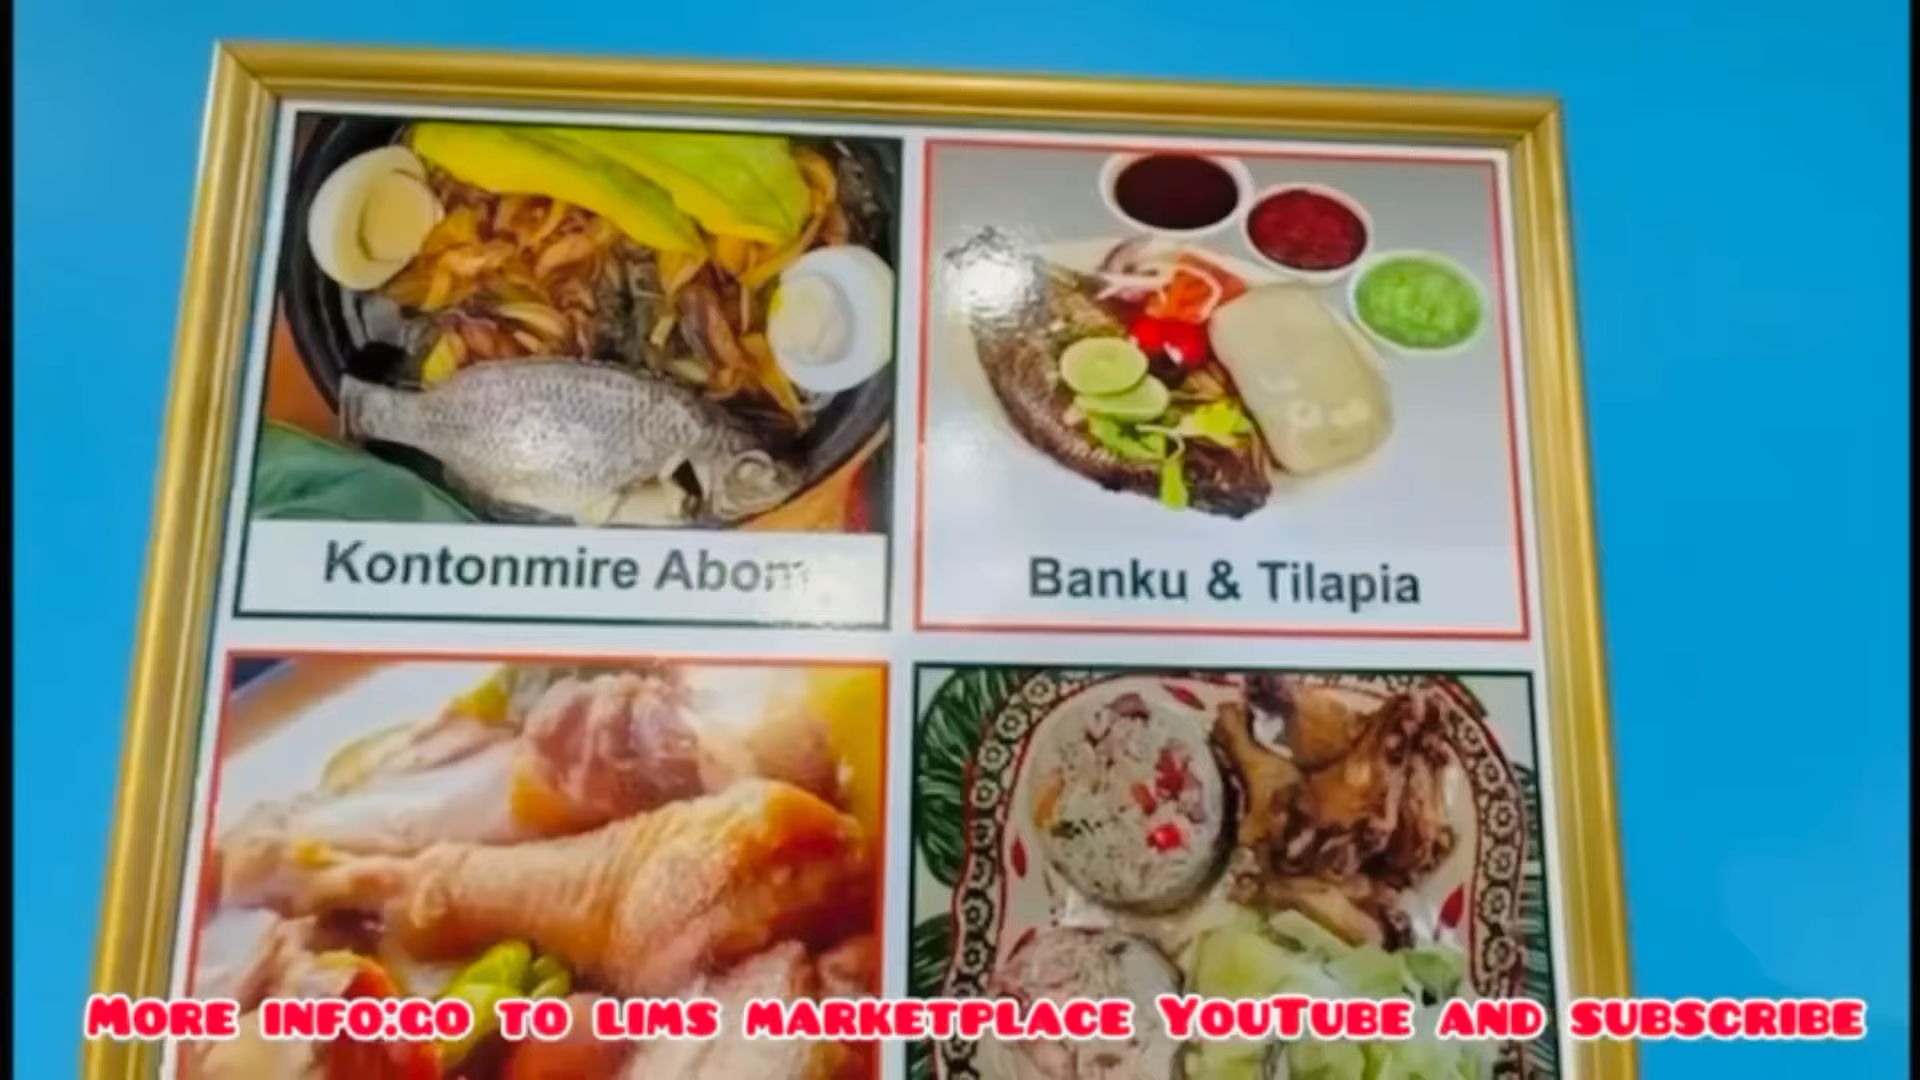 Kontonmire Abom
Banku & Tilapia
More info:go to lims marketplace YouTube and subscribe